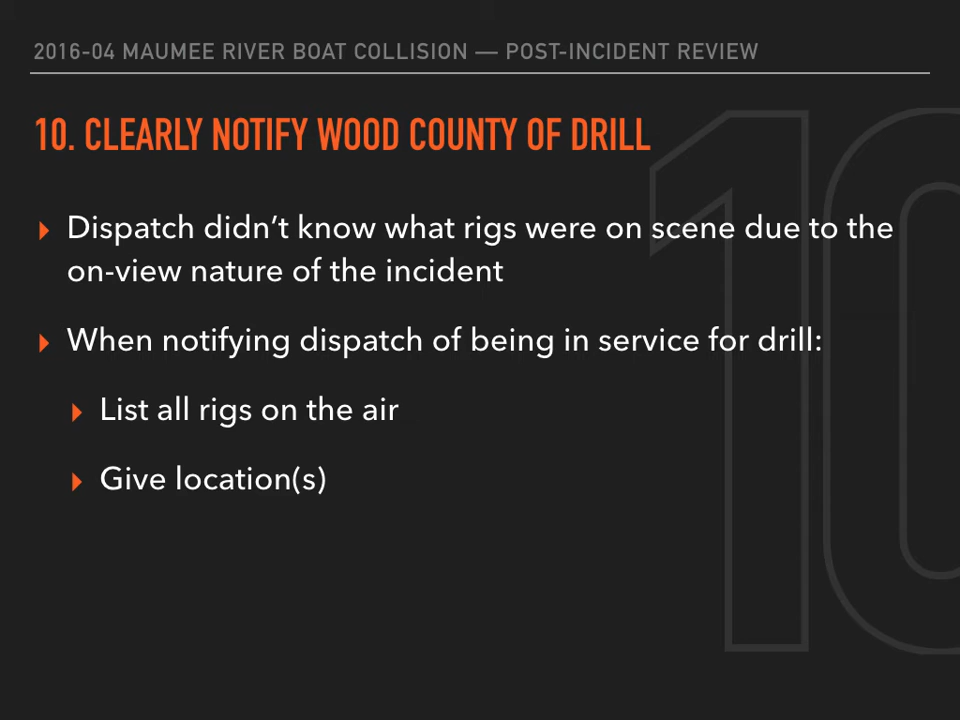 2016-04 MAUMEE RIVER BOAT COLLISION — POST-INCIDENT REVIEW
10. CLEARLY NOTIFY WOOD COUNTY OF DRILL
10
▸ Dispatch didn’t know what rigs were on scene due to the
on-view nature of the incident
▸ When notifying dispatch of being in service for drill:
▸ List all rigs on the air
▸ Give location(s)